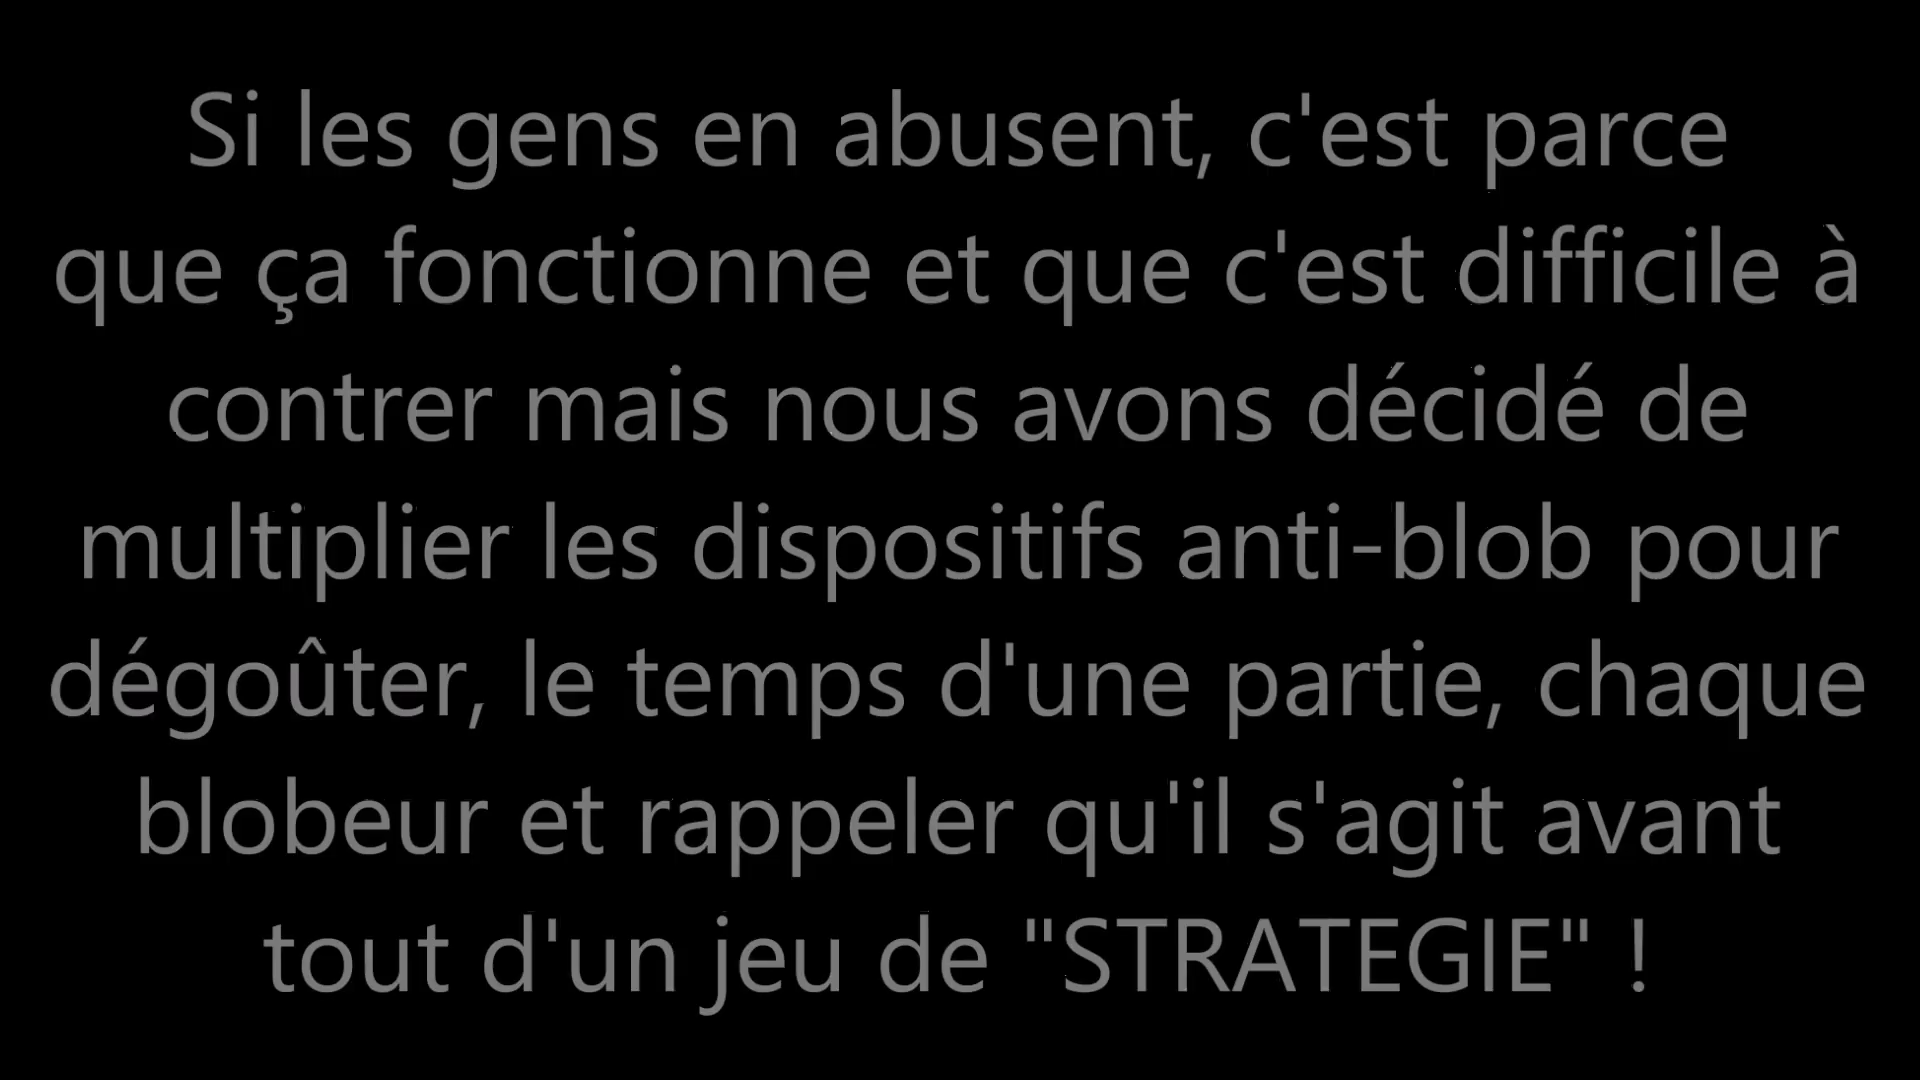 Si les gens en abusent, c'est parce
que ça fonctionne et que c'est difficile à
contrer mais nous avons décidé de
multiplier les dispositifs anti-blob pour
dégoûter, le temps d'une partie, chaque
blobeur et rappeler qu'il s'agit avant
tout d'un jeu de "STRATEGIE" !